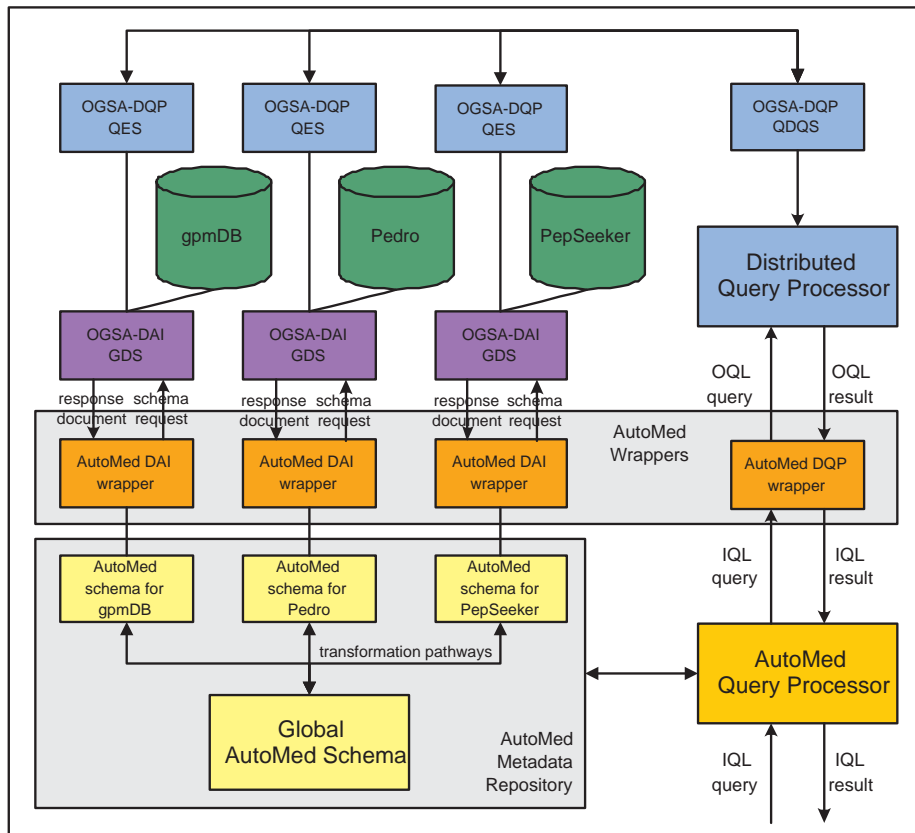 OGSA-DQP
QES
OGSA-DQP
QES
OGSA-DQP
QES
OGSA-DQP
QDQS
gpmDB
Pedro
PepSeeker
Distributed
Query Processor
OGSA-DAI
GDS
OGSA-DAI
GDS
OGSA-DAI
GDS
response
document
schema
request
response
document
schema
request
response
document
schema
request
OQL
query
OQL
result
AutoMed
Wrappers
AutoMed DAI
wrapper
AutoMed DAI
wrapper
AutoMed DAI
wrapper
AutoMed DQP
wrapper
IQL
query
IQL
result
AutoMed
schema for
gpmDB
AutoMed
schema for
Pedro
AutoMed
schema for
PepSeeker
transformation pathways
AutoMed
Query Processor
Global
AutoMed Schema
AutoMed
Metadata
Repository
IQL
query
IQL
result